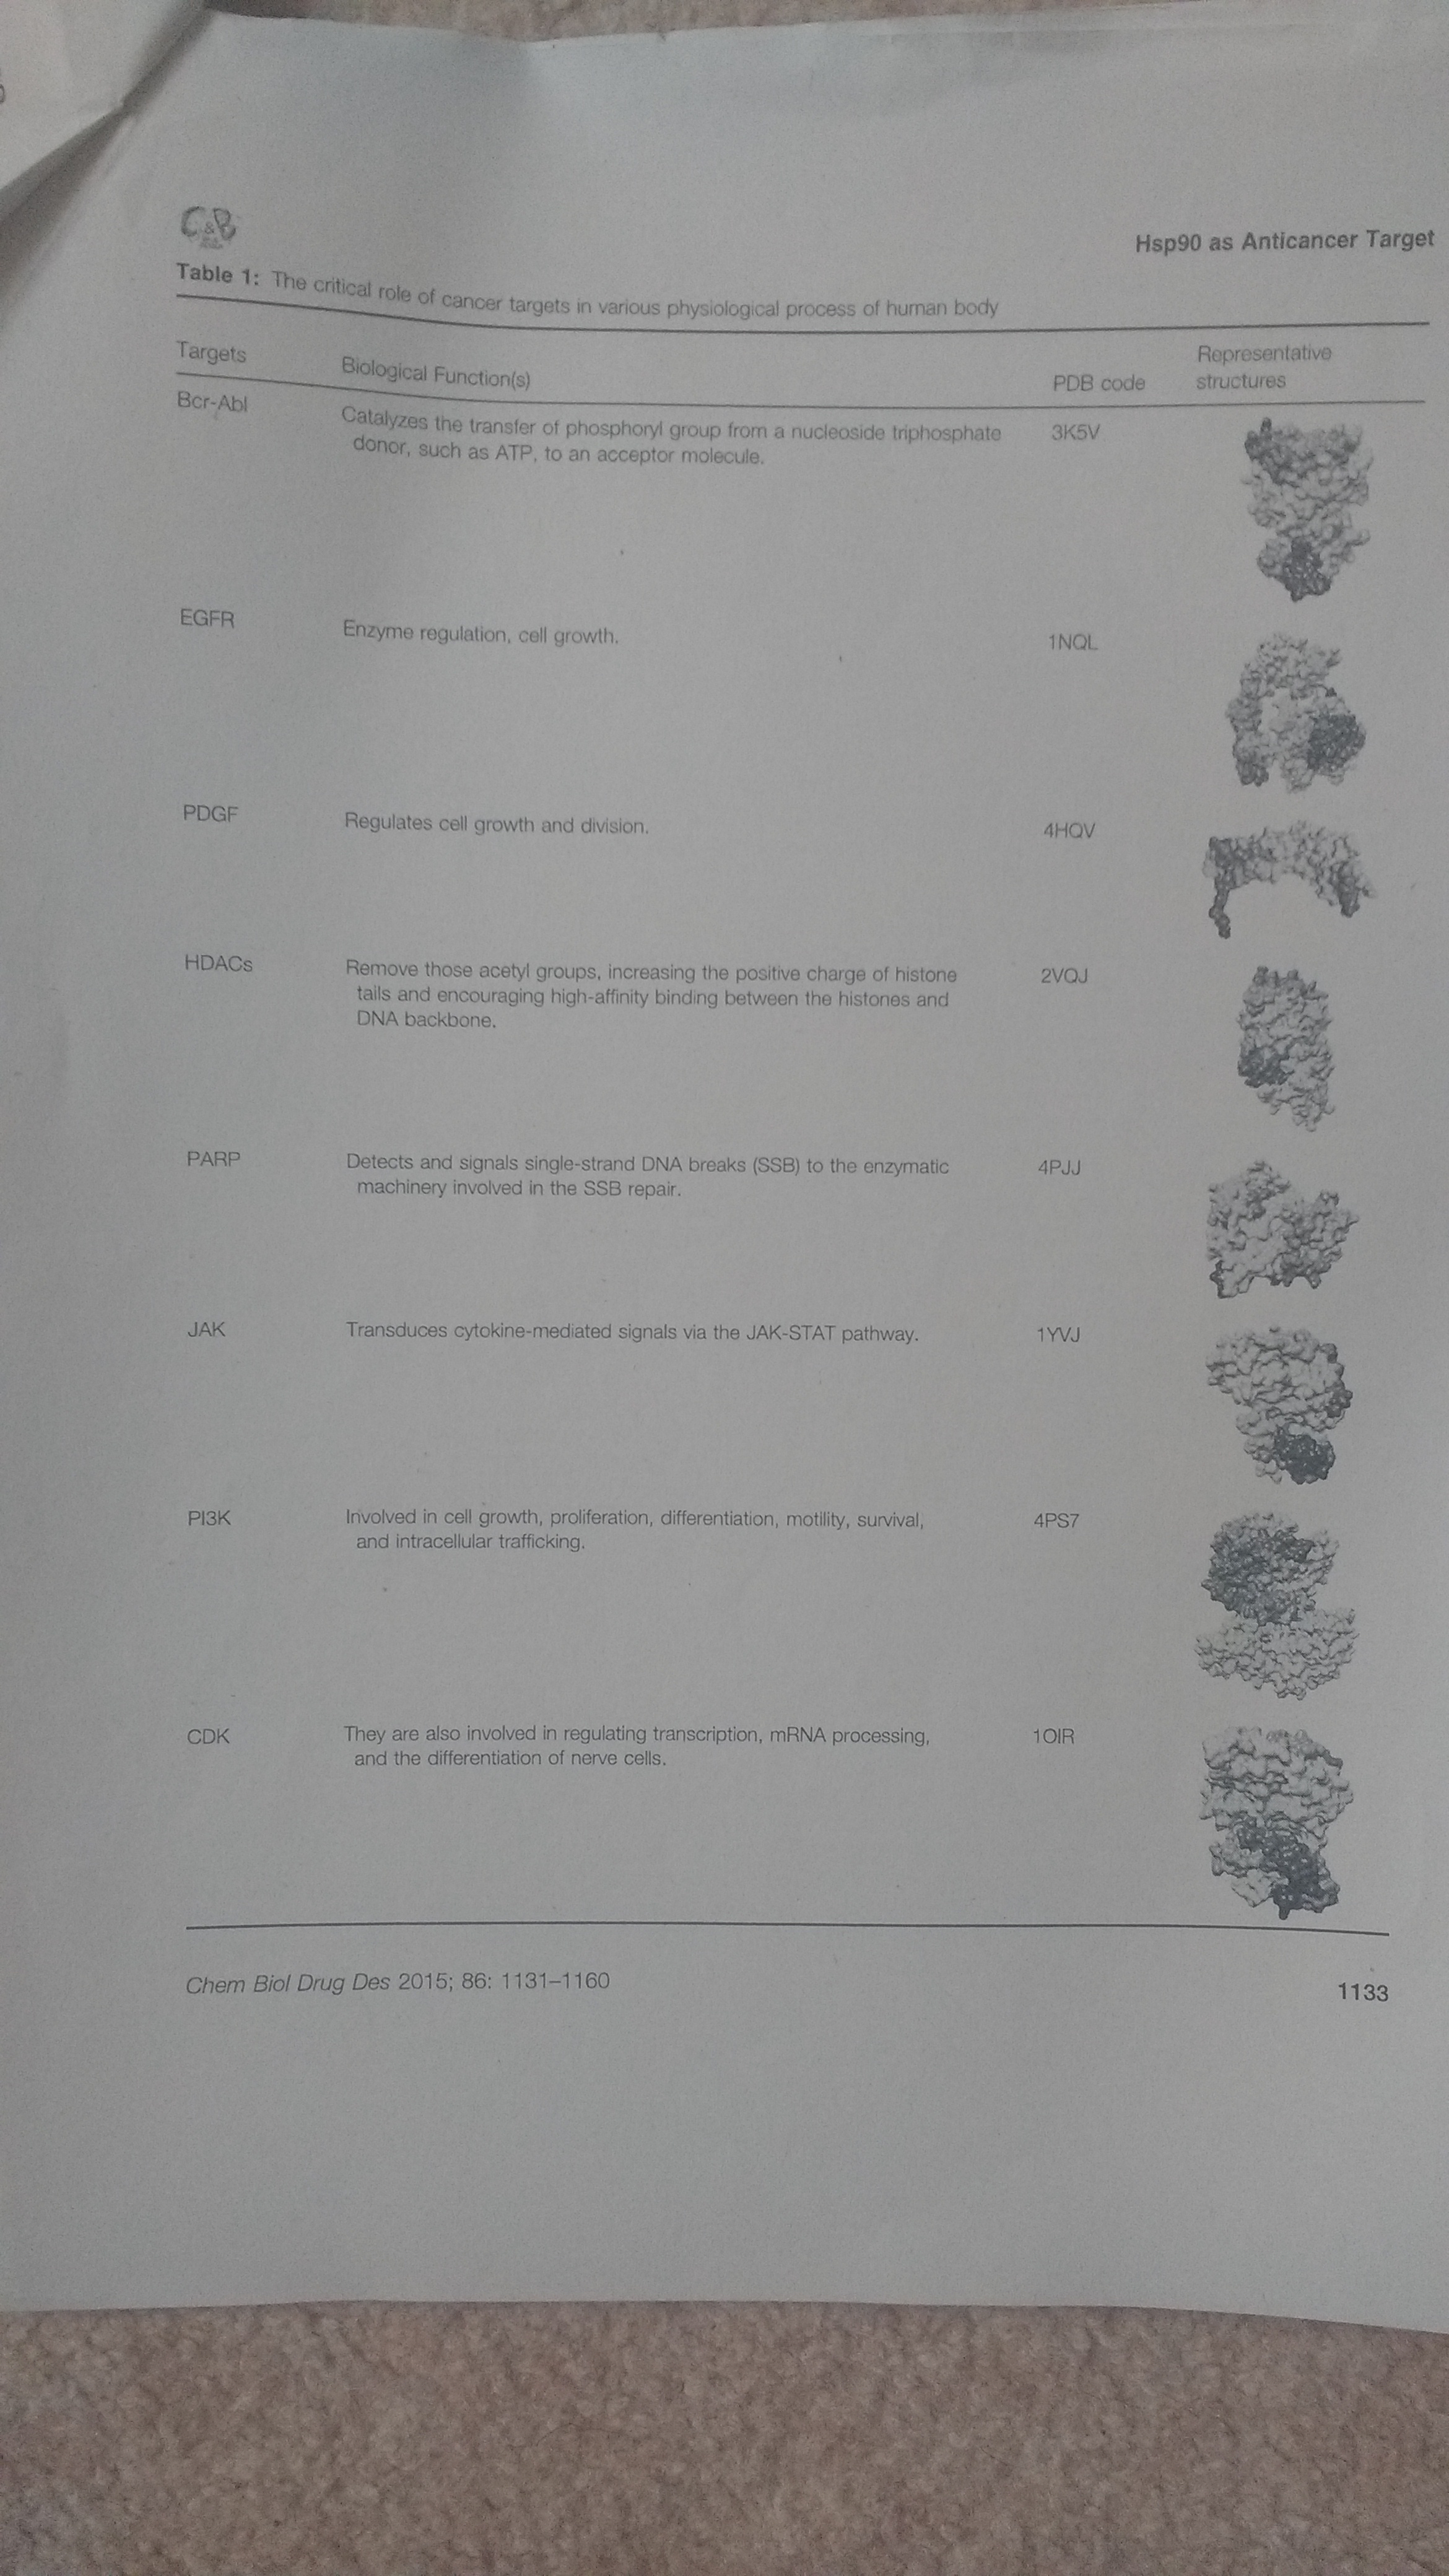 C&B
Hsp90 as Anticancer Target
Table 1: The critical role of cancer targets in various physiological process of human body
Targets
Biological Function(s)
PDB code
Representative
structures
Bcr-Abl
Catalyzes the transfer of phosphoryl group from a nucleoside triphosphate
donor, such as ATP, to an acceptor molecule.
3K5V
EGFR
Enzyme regulation, cell growth.
1NQL
PDGF
Regulates cell growth and division.
4HQV
HDACs
Remove those acetyl groups, increasing the positive charge of histone
tails and encouraging high-affinity binding between the histones and
DNA backbone.
2VQJ
PARP
Detects and signals single-strand DNA breaks (SSB) to the enzymatic
machinery involved in the SSB repair.
4PJJ
JAK
Transduces cytokine-mediated signals via the JAK-STAT pathway.
1YVJ
PI3K
Involved in cell growth, proliferation, differentiation, motility, survival,
and intracellular trafficking.
4PS7
CDK
They are also involved in regulating transcription, mRNA processing,
and the differentiation of nerve cells.
1OIR
Chem Biol Drug Des 2015; 86: 1131–1160
1133